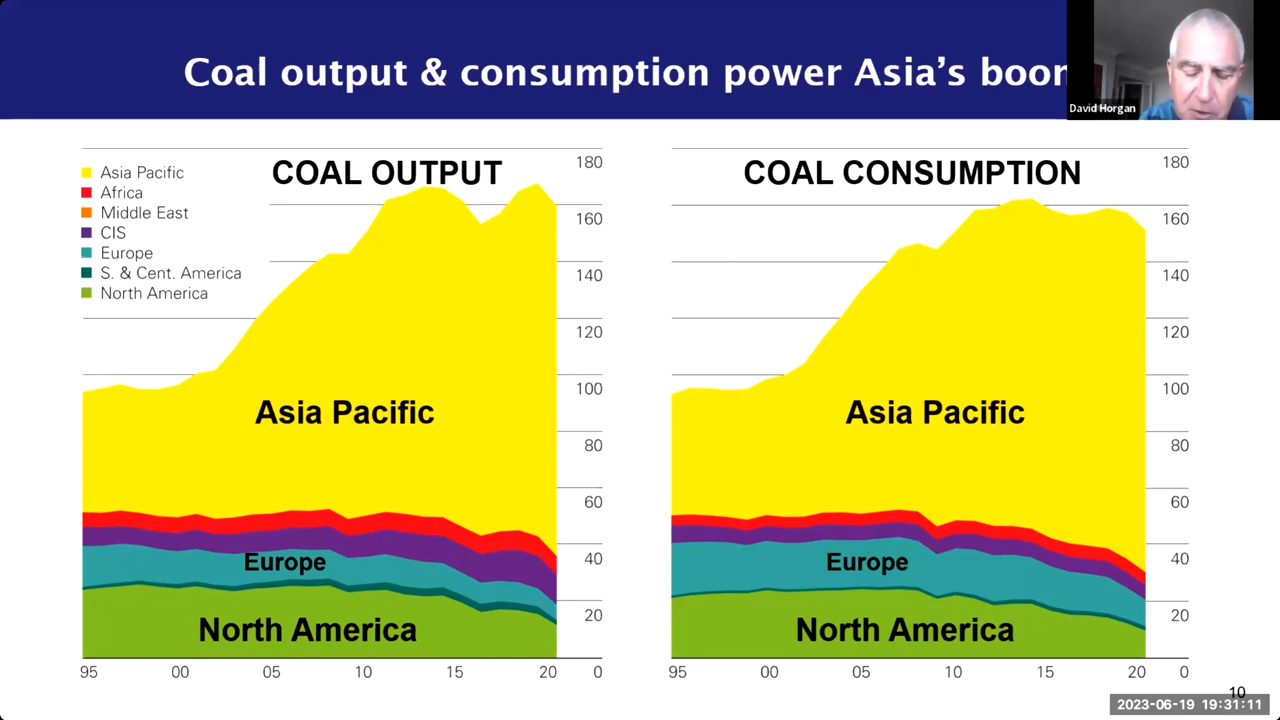 Coal output & consumption power Asia's boom
David Horgan
COAL OUTPUT
Asia Pacific
Africa
Middle East
CIS
Europe
S. & Cent. America
North America
180
160
140
120
100
80
60
40
20
0
Asia Pacific
Europe
North America
95 00 05 10 15 20
COAL CONSUMPTION
180
160
140
120
100
80
60
40
20
0
Asia Pacific
Europe
North America
95 00 05 10 15 20
10
2023-06-19 19:31:11